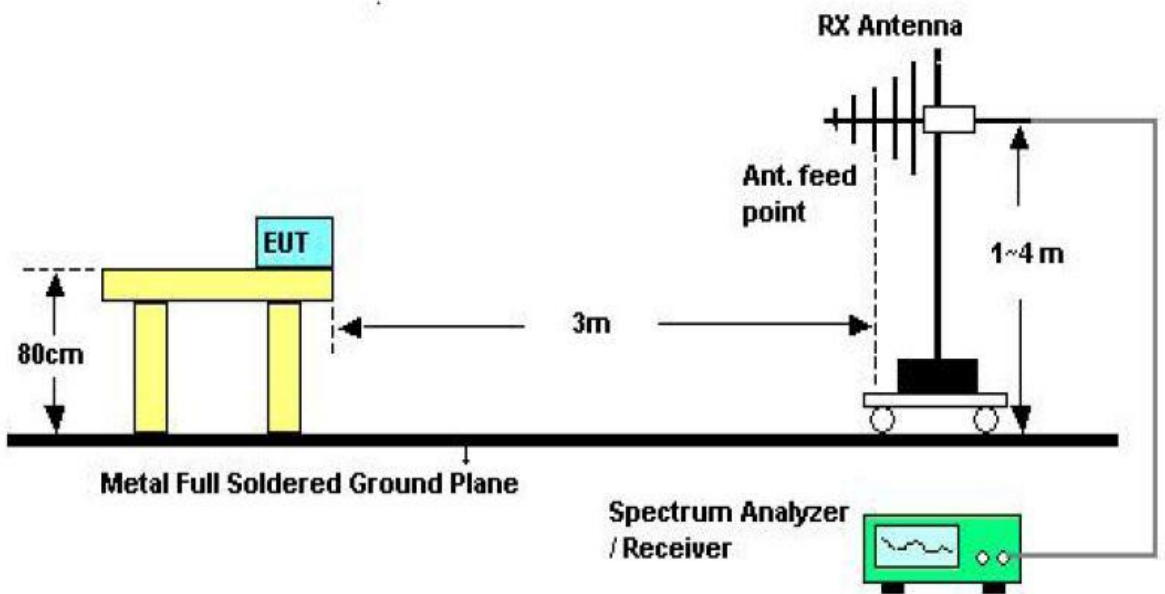 RX Antenna
Ant. feed
point
EUT
1~4 m
3m
80cm
Metal Full Soldered Ground Plane
Spectrum Analyzer
/ Receiver